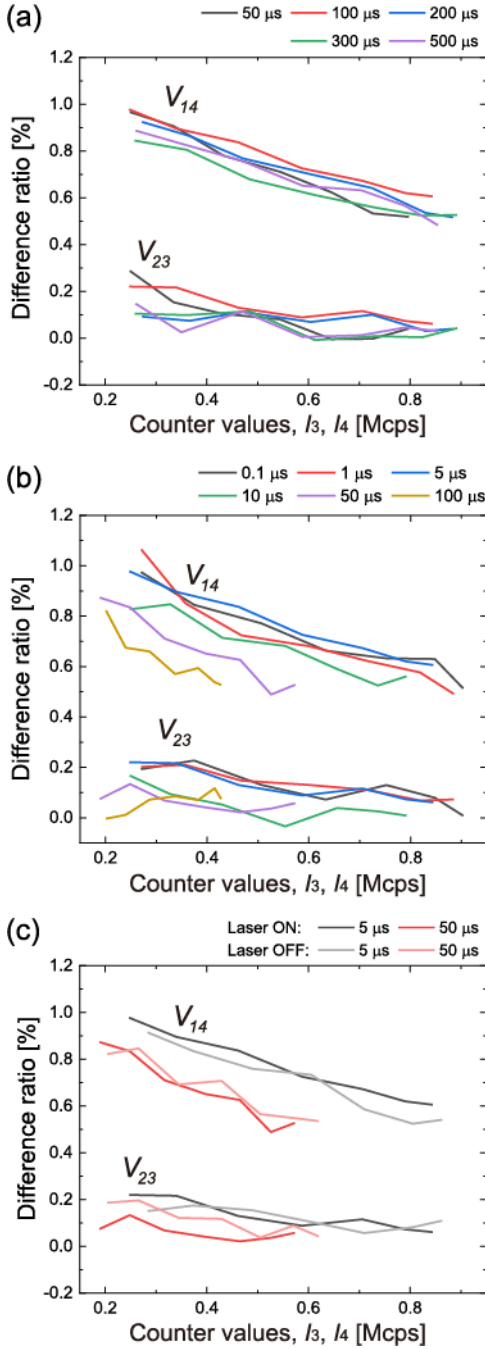 (a)
50 μs 100 μs 200 μs
300 μs 500 μs
1.2
1.0
0.8
0.6
0.4
0.2
0.0
-0.2
Difference ratio [%]
V14
V23
0.2 0.4 0.6 0.8
Counter values, I3, I4 [Mcps]
(b)
0.1 μs 1 μs 5 μs
10 μs 50 μs 100 μs
1.2
1.0
0.8
0.6
0.4
0.2
0.0
Difference ratio [%]
V14
V23
0.2 0.4 0.6 0.8
Counter values, I3, I4 [Mcps]
(c)
Laser ON: 5 μs 50 μs
Laser OFF: 5 μs 50 μs
1.2
1.0
0.8
0.6
0.4
0.2
0.0
-0.2
Difference ratio [%]
V14
V23
0.2 0.4 0.6 0.8
Counter values, I3, I4 [Mcps]